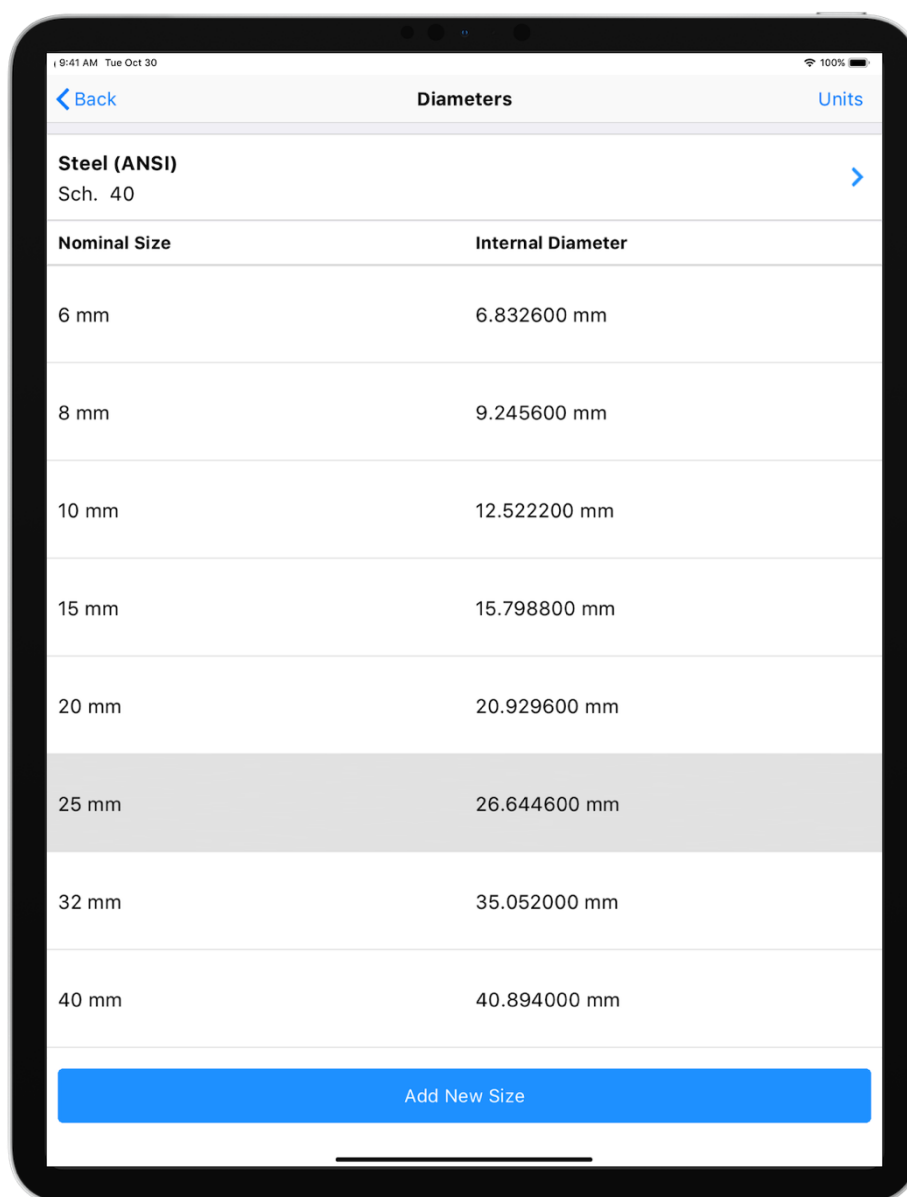 9:41 AM Tue Oct 30
100%
Back
Diameters
Units
Steel (ANSI)
Sch. 40
Nominal Size
Internal Diameter
6 mm
6.832600 mm
8 mm
9.245600 mm
10 mm
12.522200 mm
15 mm
15.798800 mm
20 mm
20.929600 mm
25 mm
26.644600 mm
32 mm
35.052000 mm
40 mm
40.894000 mm
Add New Size